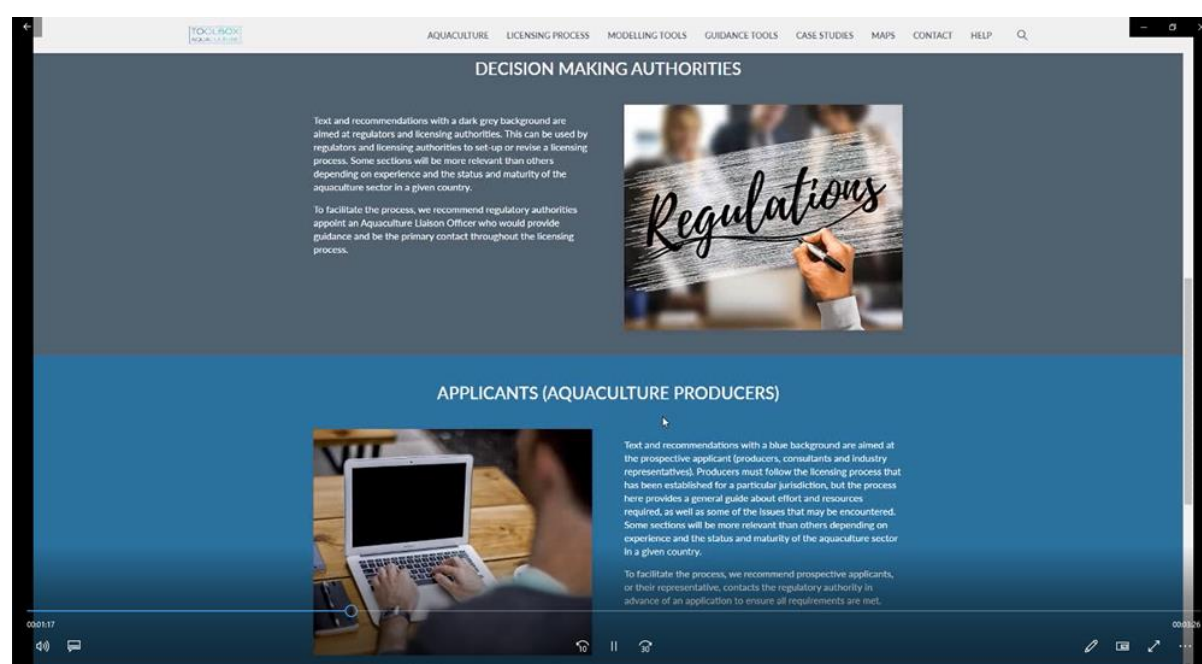 TOOLBOX
AQUACULTURE
AQUACULTURE LICENSING PROCESS MODELLING TOOLS GUIDANCE TOOLS CASE STUDIES MAPS CONTACT HELP
DECISION MAKING AUTHORITIES
Text and recommendations with a dark grey background are
aimed at regulators and licensing authorities. This can be used by
regulators and licensing authorities to set-up or revise a licensing
process. Some sections will be more relevant than others
depending on experience and the status and maturity of the
aquaculture sector in a given country.
To facilitate the process, we recommend regulatory authorities
appoint an Aquaculture Liaison Officer who would provide
guidance and be the primary contact throughout the licensing
process.
Regulations
APPLICANTS (AQUACULTURE PRODUCERS)
Text and recommendations with a blue background are aimed at
the prospective applicant (producers, consultants and industry
representatives). Producers must follow the licensing process that
has been established for a particular jurisdiction, but the process
here provides a general guide about effort and resources
required, as well as some of the issues that may be encountered.
Some sections will be more relevant than others depending on
experience and the status and maturity of the aquaculture sector
in a given country.
To facilitate the process, we recommend prospective applicants,
or their representative, contacts the regulatory authority in
advance of an application to ensure all requirements are met.
00:01:17
00:03:26
10
30